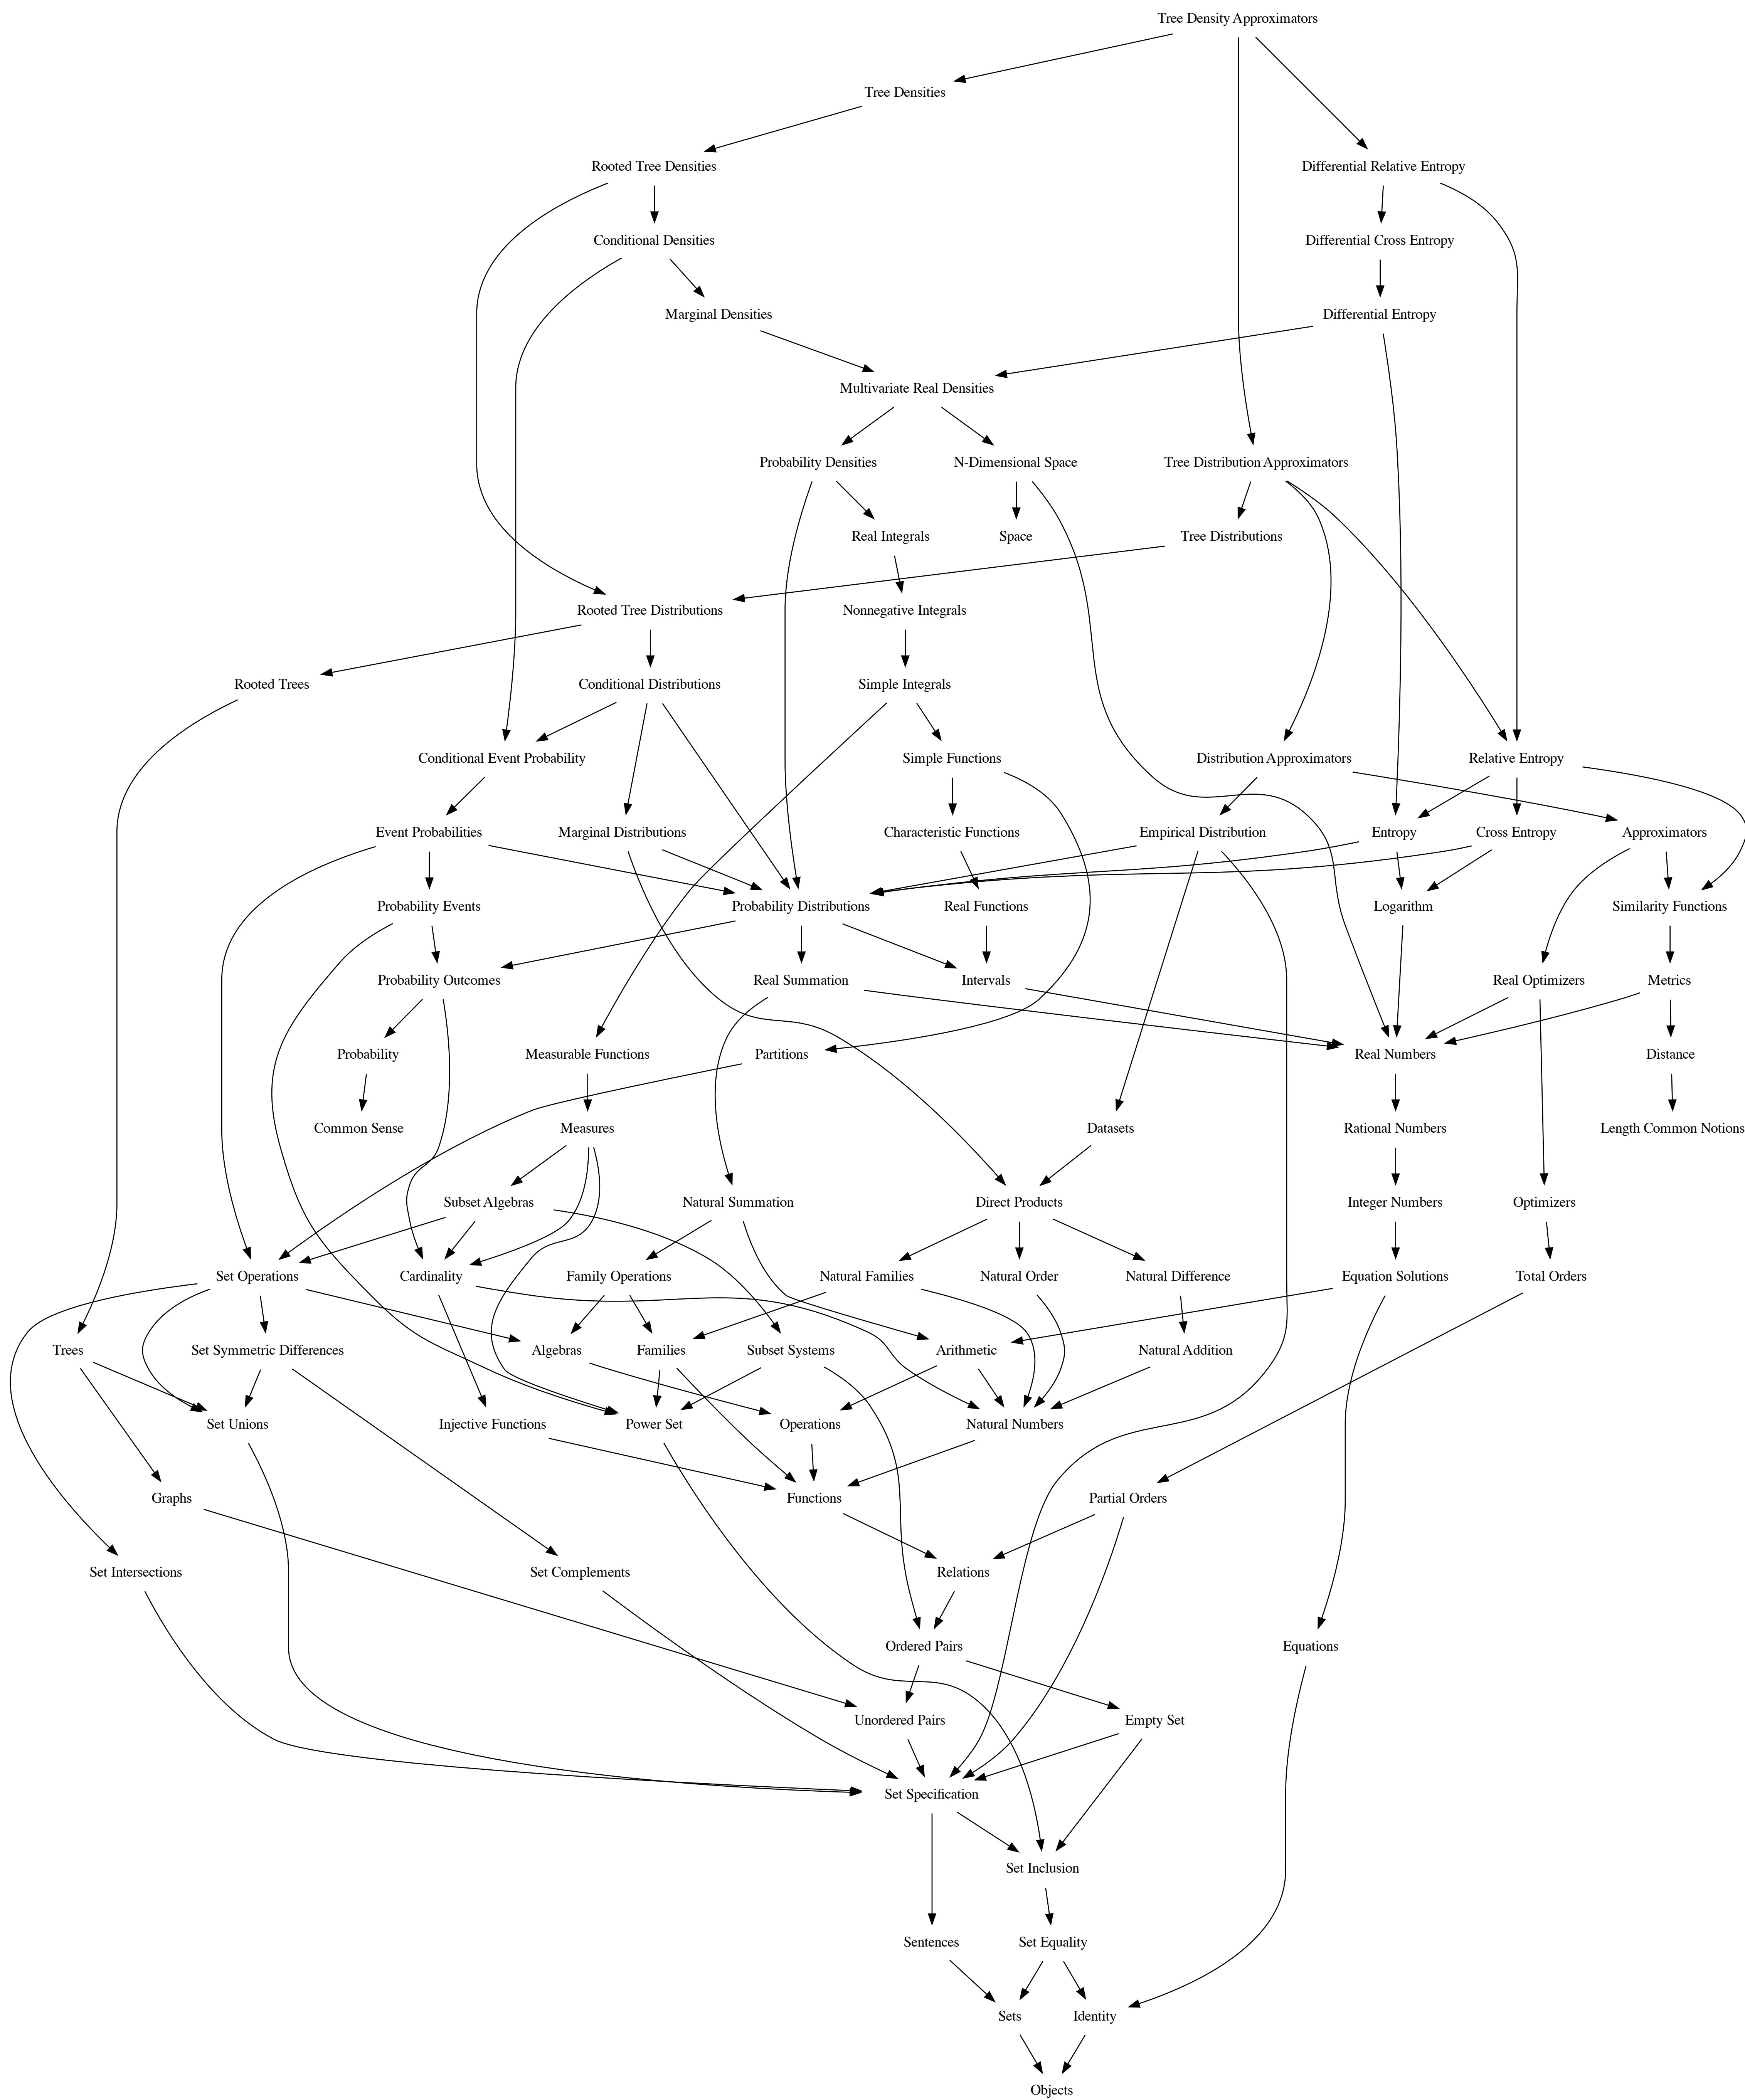 Tree Density Approximators
Tree Densities
Rooted Tree Densities
Differential Relative Entropy
Conditional Densities
Differential Cross Entropy
Marginal Densities
Differential Entropy
Multivariate Real Densities
Probability Densities
N-Dimensional Space
Tree Distribution Approximators
Real Integrals
Space
Tree Distributions
Rooted Tree Distributions
Nonnegative Integrals
Rooted Trees
Conditional Distributions
Simple Integrals
Conditional Event Probability
Simple Functions
Distribution Approximators
Relative Entropy
Event Probabilities
Marginal Distributions
Characteristic Functions
Empirical Distribution
Entropy
Cross Entropy
Approximators
Probability Events
Probability Distributions
Real Functions
Logarithm
Similarity Functions
Probability Outcomes
Real Summation
Intervals
Real Optimizers
Metrics
Probability
Measurable Functions
Partitions
Real Numbers
Distance
Common Sense
Measures
Datasets
Rational Numbers
Length Common Notions
Subset Algebras
Natural Summation
Direct Products
Integer Numbers
Optimizers
Set Operations
Cardinality
Family Operations
Natural Families
Natural Order
Natural Difference
Equation Solutions
Total Orders
Trees
Set Symmetric Differences
Algebras
Families
Subset Systems
Arithmetic
Natural Addition
Set Unions
Injective Functions
Power Set
Operations
Natural Numbers
Graphs
Functions
Partial Orders
Set Intersections
Set Complements
Relations
Ordered Pairs
Equations
Unordered Pairs
Empty Set
Set Specification
Set Inclusion
Sentences
Set Equality
Sets
Identity
Objects